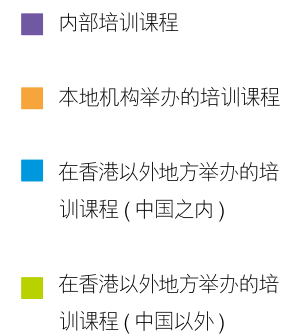 内部培训课程
本地机构举办的培训课程
在香港以外地方举办的培
训课程 ( 中国之内 )
在香港以外地方举办的培
训课程 ( 中国以外 )